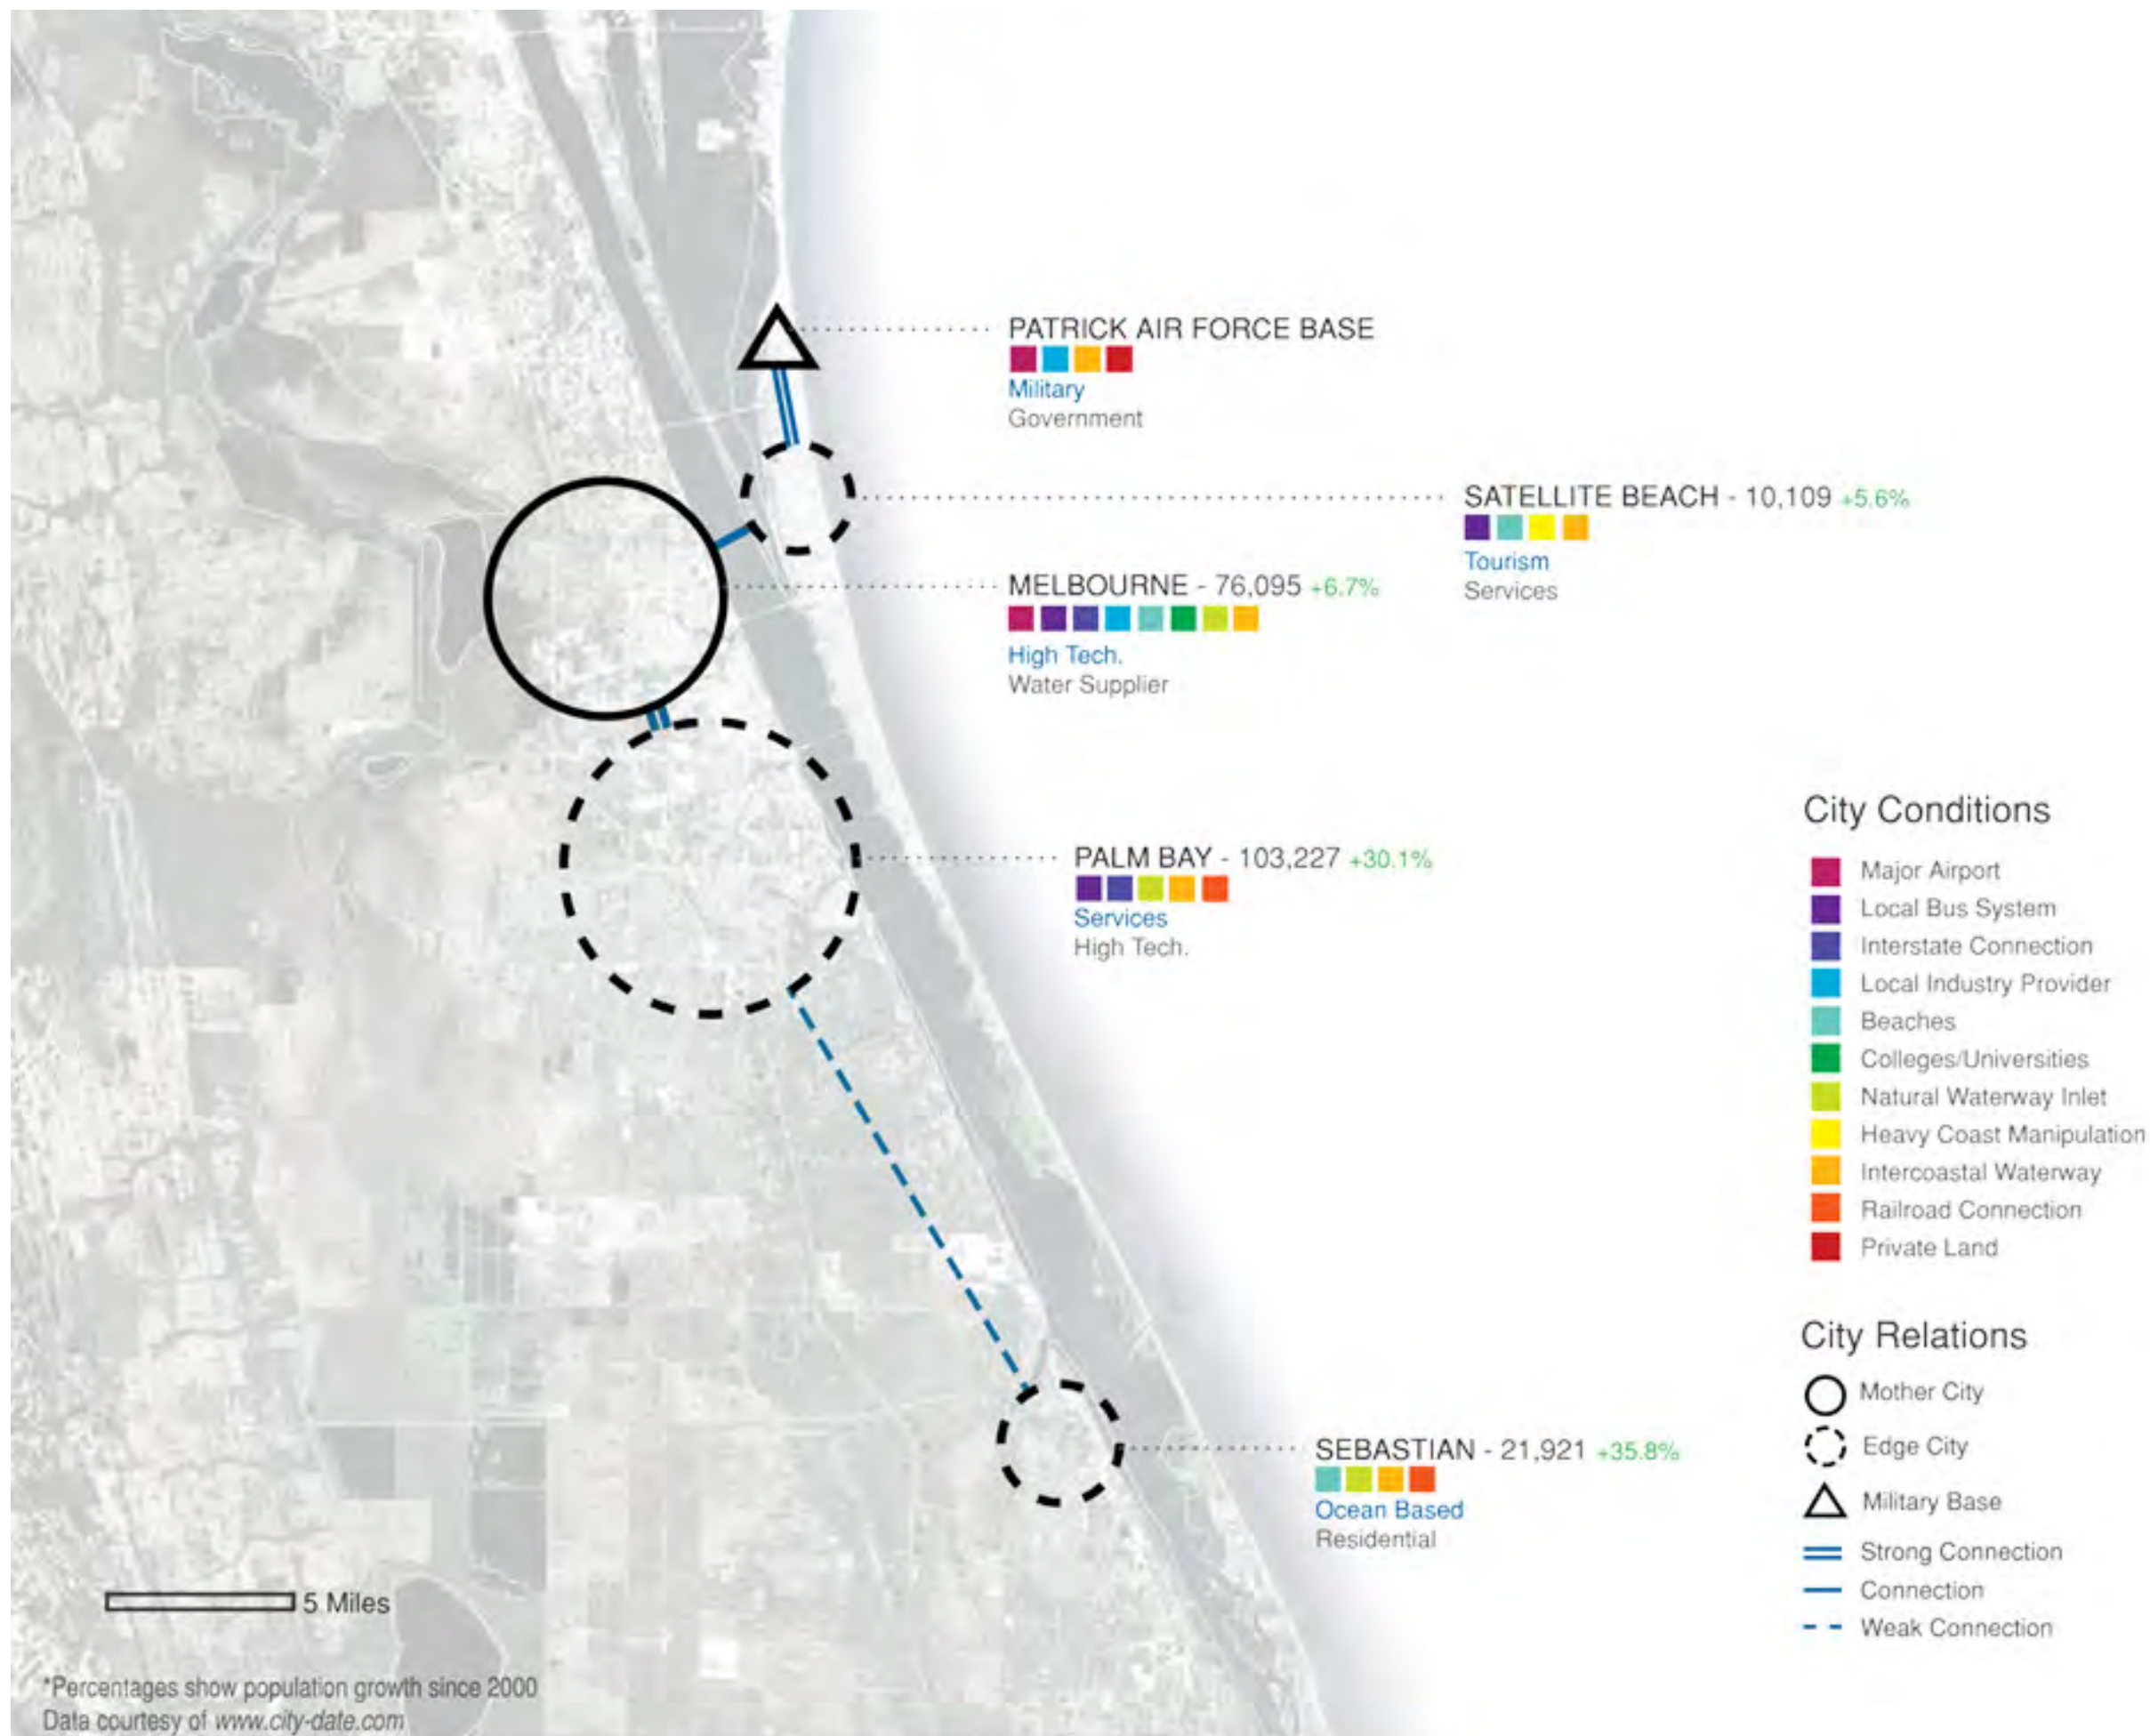 PATRICK AIR FORCE BASE
Military
Government
SATELLITE BEACH - 10,109 +5.6%
Tourism
Services
MELBOURNE - 76,095 +6.7%
High Tech.
Water Supplier
PALM BAY - 103,227 +30.1%
Services
High Tech.
SEBASTIAN - 21,921 +35.8%
Ocean Based
Residential
City Conditions
Major Airport
Local Bus System
Interstate Connection
Local Industry Provider
Beaches
Colleges/Universities
Natural Waterway Inlet
Heavy Coast Manipulation
Intercoastal Waterway
Railroad Connection
Private Land
City Relations
Mother City
Edge City
Military Base
Strong Connection
Connection
Weak Connection
5 Miles
*Percentages show population growth since 2000
Data courtesy of www.city-date.com